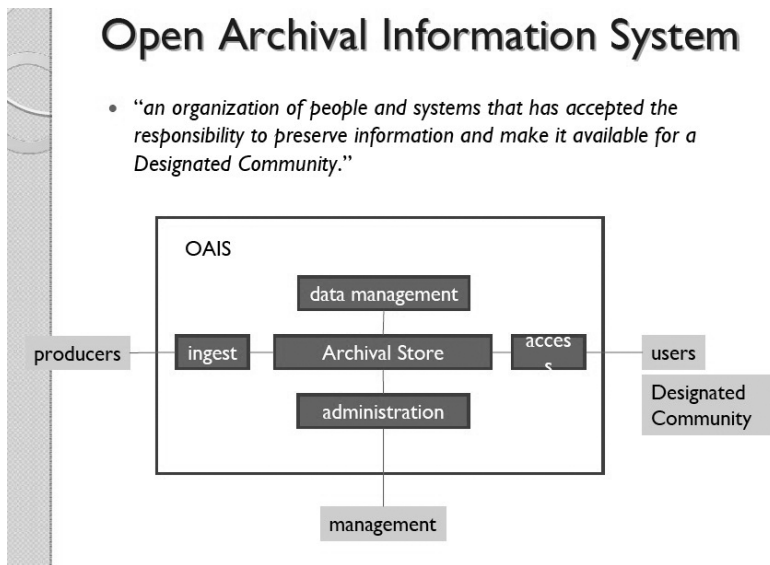 Open Archival Information System
• “an organization of people and systems that has accepted the
responsibility to preserve information and make it available for a
Designated Community.”
OAIS
data management
producers
ingest
Archival Store
acces
s
users
administration
Designated
Community
management